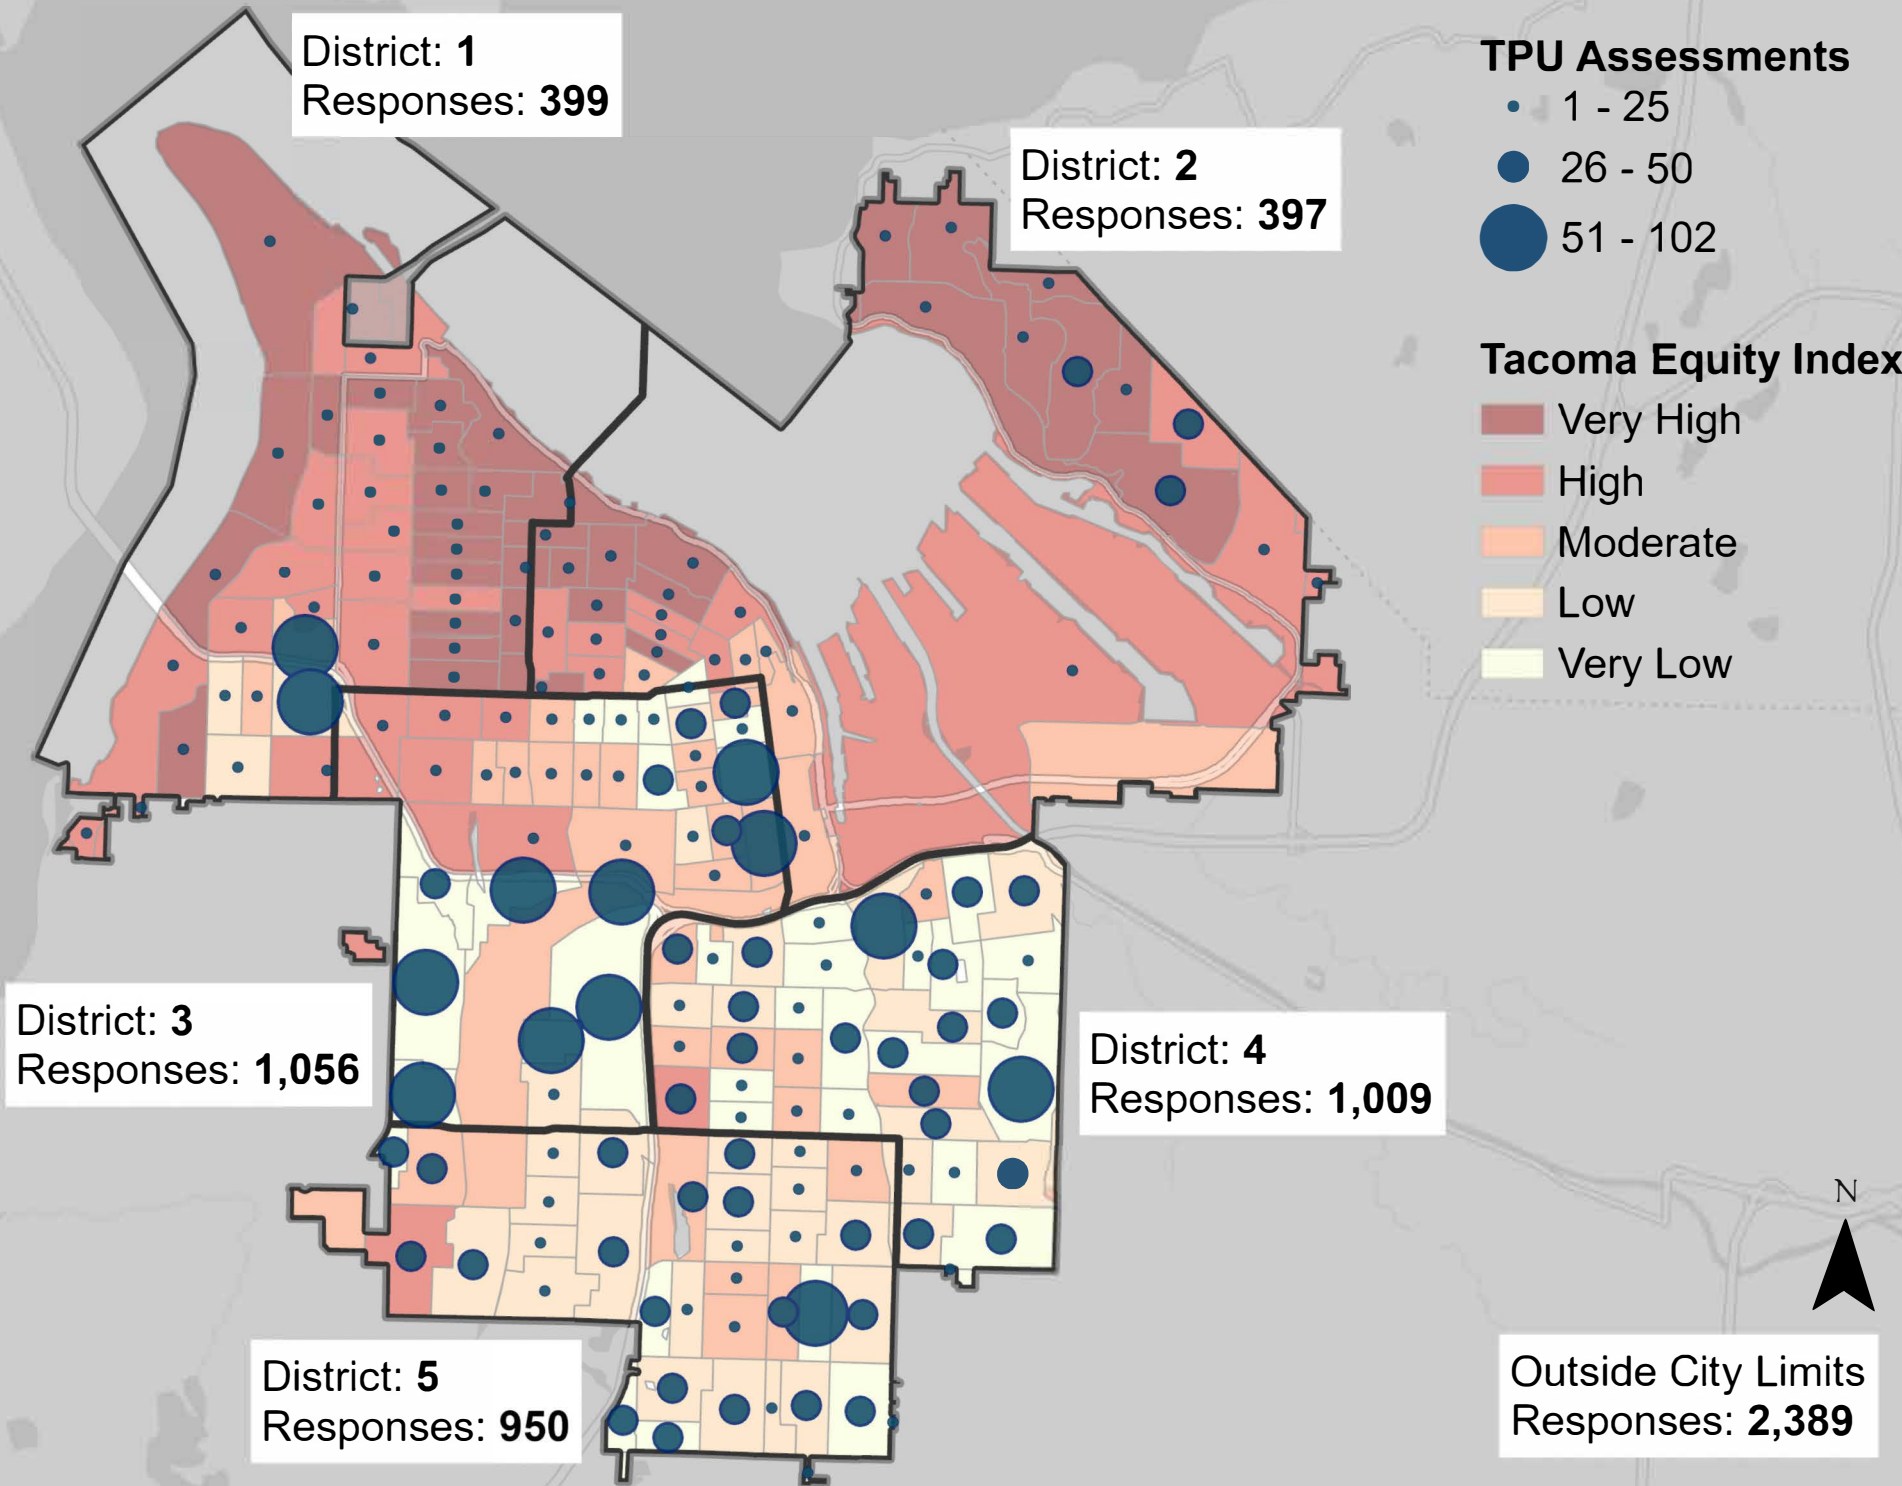 District: 1
Responses: 399
District: 2
Responses: 397
TPU Assessments
1 - 25
26 - 50
51 - 102
Tacoma Equity Index
Very High
High
Moderate
Low
Very Low
District: 3
Responses: 1,056
District: 4
Responses: 1,009
N
District: 5
Responses: 950
Outside City Limits
Responses: 2,389